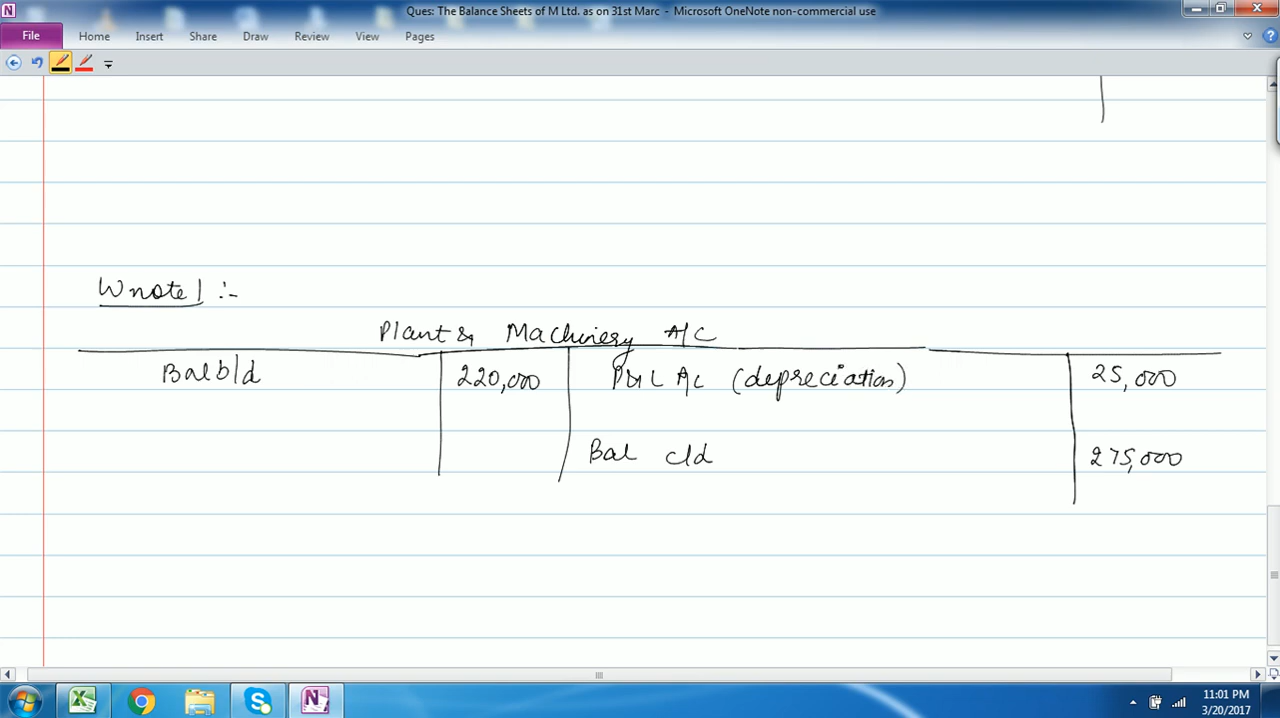 Ques: The Balance Sheets of M Ltd. as on 31st Marc - Microsoft OneNote non-commercial use
File Home Insert Share Draw Review View Pages
W note 1 :-
Plant & Machinery A/C
Bal b/d 220,000 P&L A/c (depreciation) 25,000
Bal c/d 275,000
11:01 PM
3/20/2017